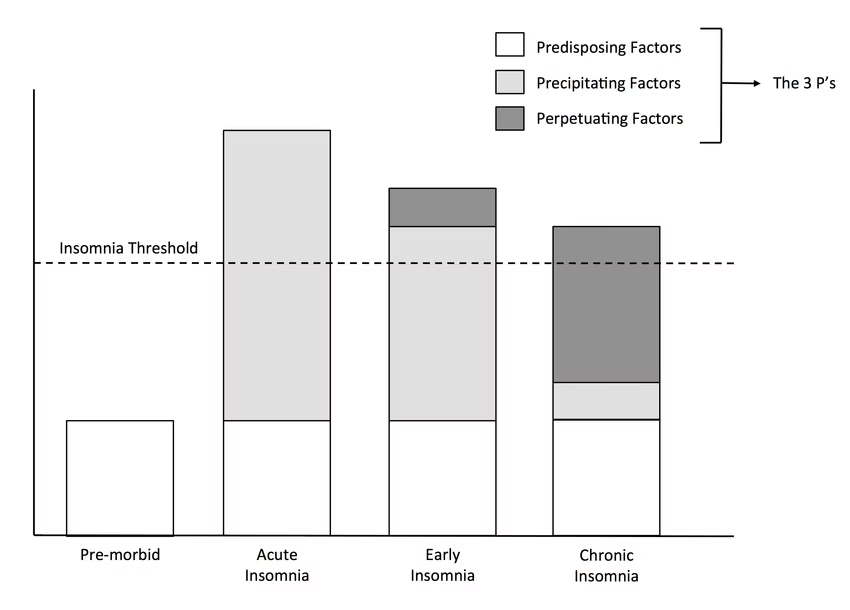 Predisposing Factors
Precipitating Factors
Perpetuating Factors
The 3 P's
Insomnia Threshold
Pre-morbid
Acute
Insomnia
Early
Insomnia
Chronic
Insomnia